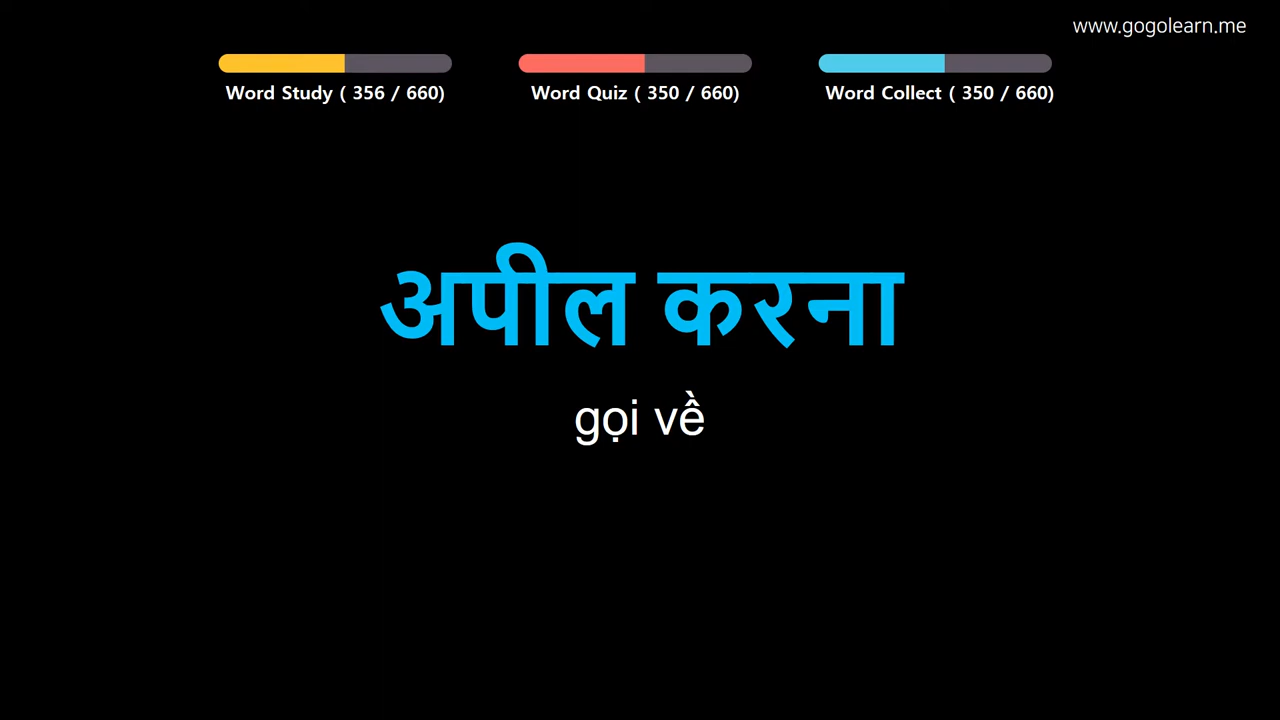 www.gogolearn.me
Word Study ( 356 / 660)
Word Quiz ( 350 / 660)
Word Collect ( 350 / 660)
अपील करना
gọi về